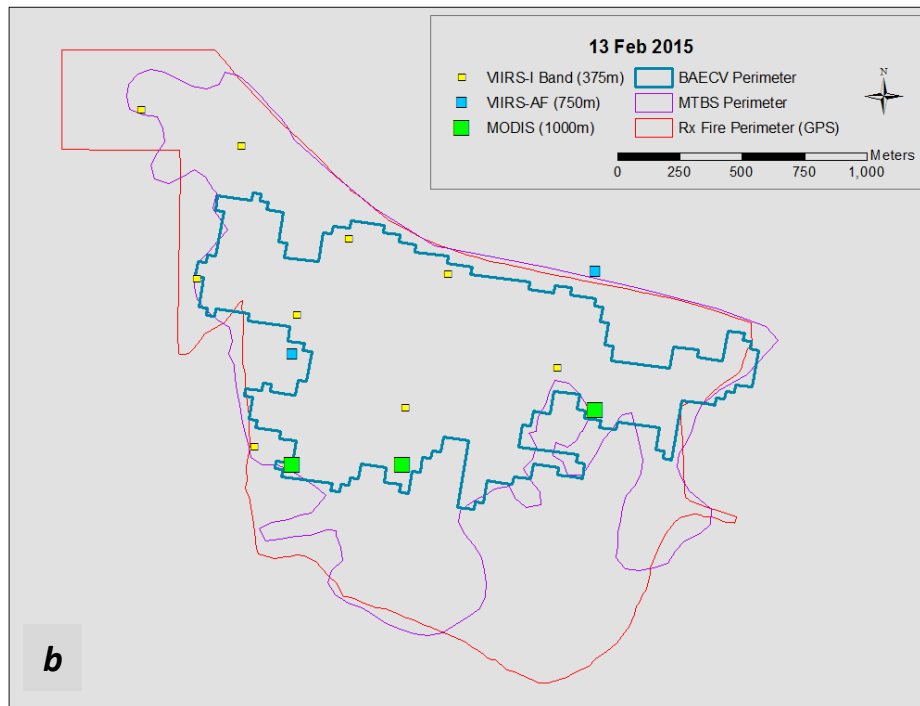 13 Feb 2015
VIIRS-I Band (375m)
BAECV Perimeter
VIIRS-AF (750m)
MTBS Perimeter
MODIS (1000m)
Rx Fire Perimeter (GPS)
N
Meters
0 250 500 750 1,000
b